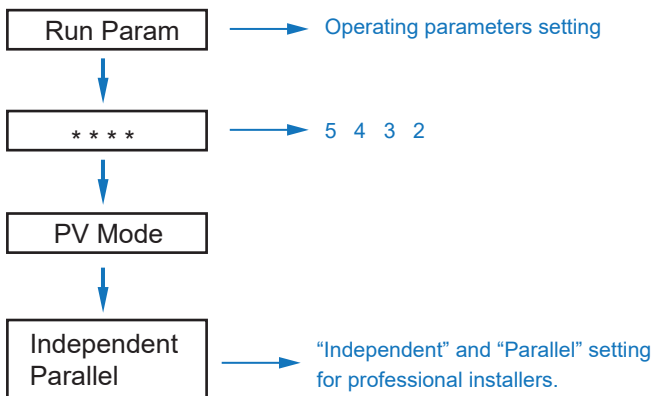 Run Param
Operating parameters setting
* * * *
5 4 3 2
PV Mode
Independent
Parallel
“Independent” and “Parallel” setting
for professional installers.